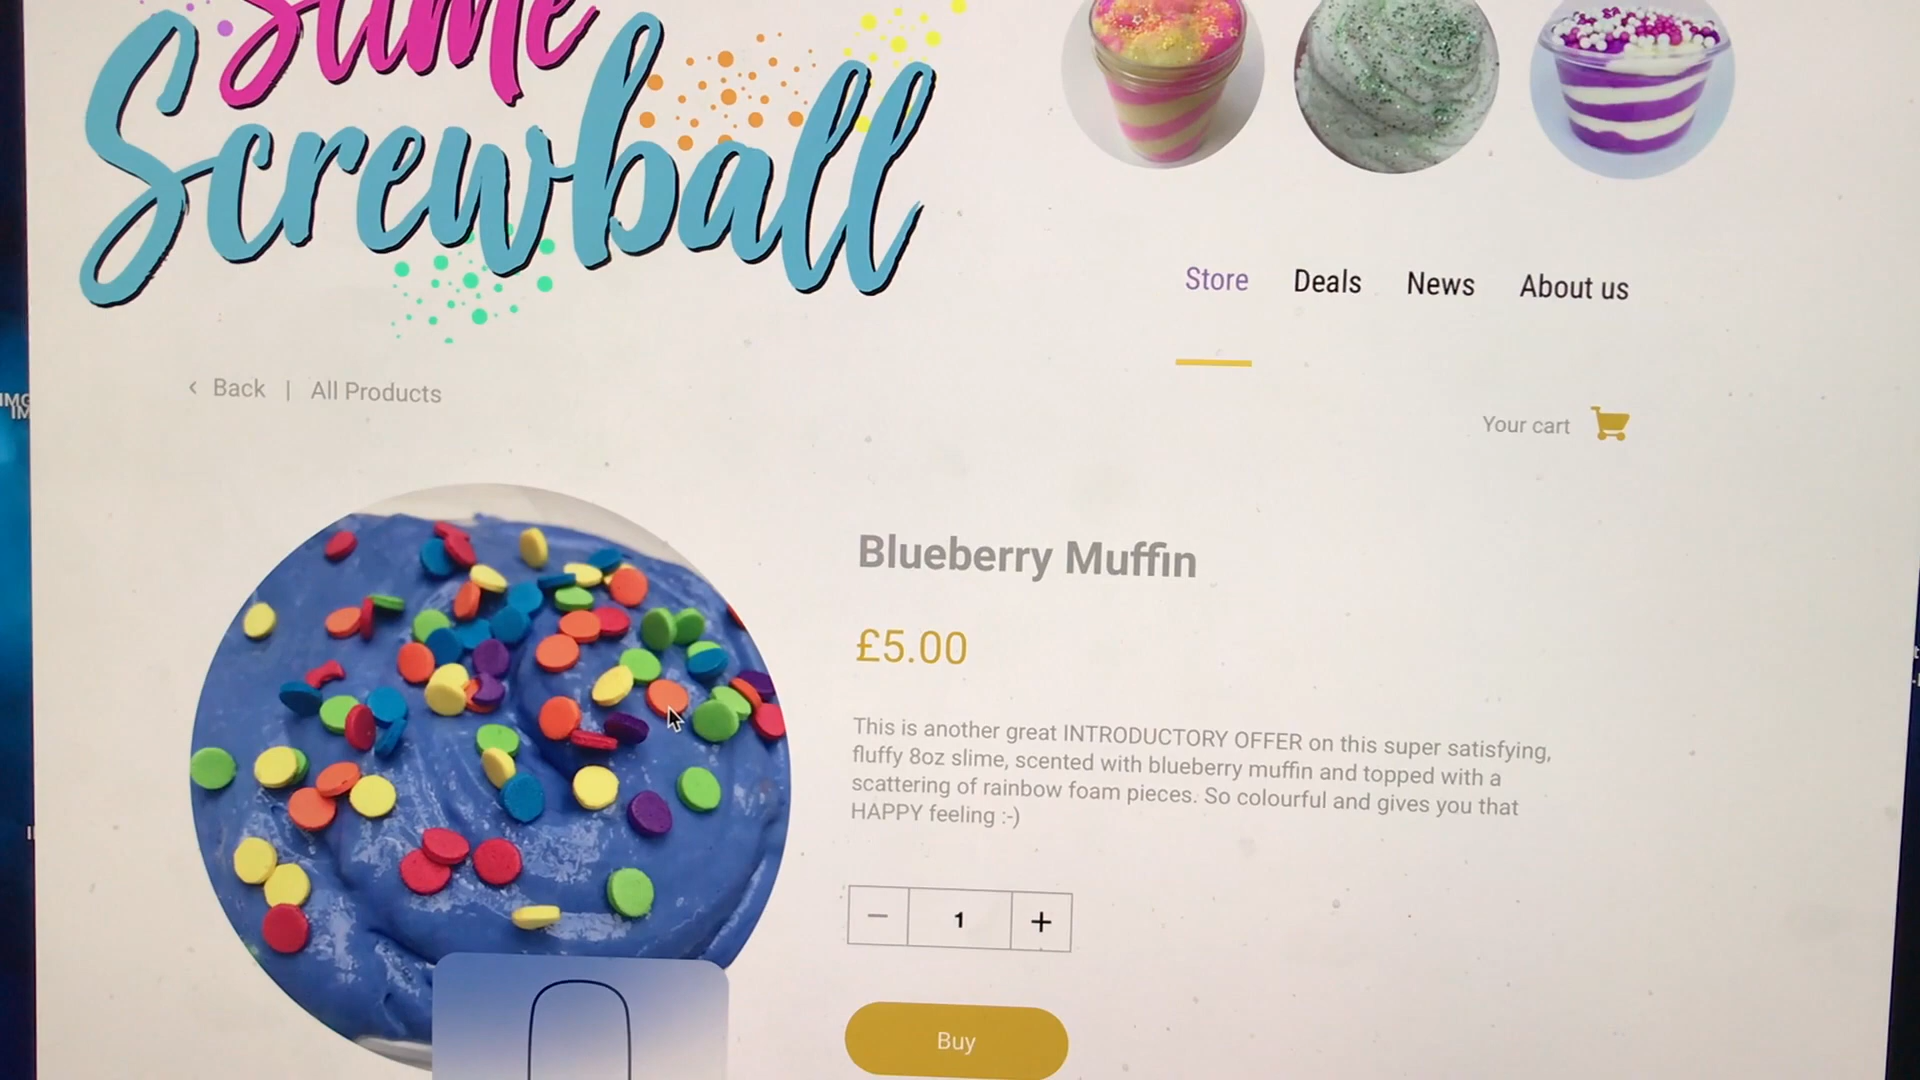 Slime
Screwball
Store Deals News About us
‹ Back | All Products
Your cart
Blueberry Muffin
£5.00
This is another great INTRODUCTORY OFFER on this super satisfying,
fluffy 8oz slime, scented with blueberry muffin and topped with a
scattering of rainbow foam pieces. So colourful and gives you that
HAPPY feeling :-)
− 1 +
Buy
IMG
IM